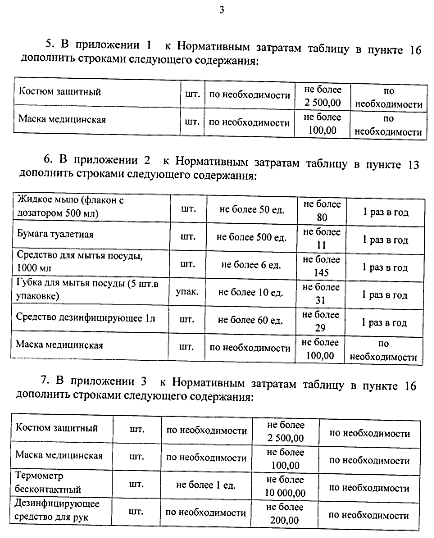 3
5. В приложении 1 к Нормативным затратам таблицу в пункте 16
дополнить строками следующего содержания:
Костюм защитный шт. по необходимости не более 2 500,00 по необходимости
Маска медицинская шт. по необходимости не более 100,00 по необходимости
6. В приложении 2 к Нормативным затратам таблицу в пункте 13
дополнить строками следующего содержания:
Жидкое мыло (флакон с дозатором 500 мл) шт. не более 50 ед. не более 80 1 раз в год
Бумага туалетная шт. не более 500 ед. не более 11 1 раз в год
Средство для мытья посуды, 1000 мл шт. не более 6 ед. не более 145 1 раз в год
Губка для мытья посуды (5 шт.в упаковке) упак. не более 10 ед. не более 31 1 раз в год
Средство дезинфицирующее 1л шт. не более 60 ед. не более 29 1 раз в год
Маска медицинская шт. по необходимости не более 100,00 по необходимости
7. В приложении 3 к Нормативным затратам таблицу в пункте 16
дополнить строками следующего содержания:
Костюм защитный шт. по необходимости не более 2 500,00 по необходимости
Маска медицинская шт. по необходимости не более 100,00 по необходимости
Термометр бесконтактный шт. не более 1 ед. не более 10 000,00 по необходимости
Дезинфицирующее средство для рук шт. по необходимости не более 200,00 по необходимости